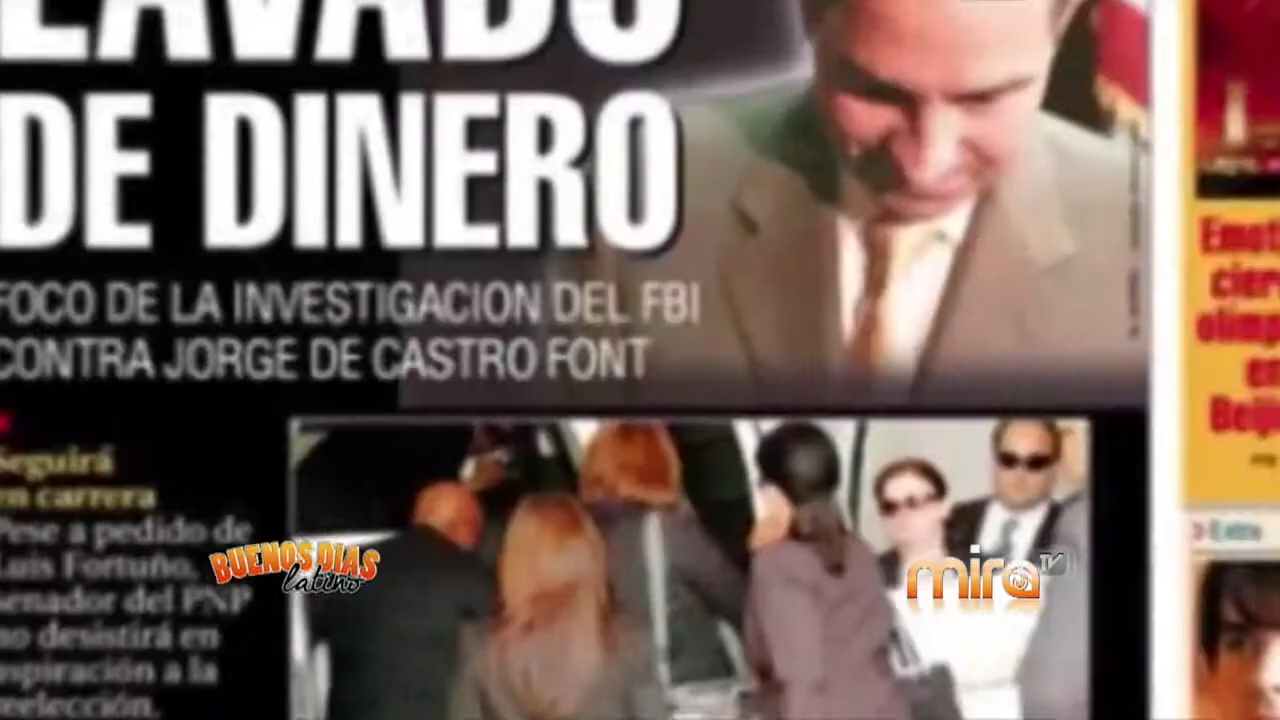 LAVADO
DE DINERO
FOCO DE LA INVESTIGACION DEL FBI
CONTRA JORGE DE CASTRO FONT
Seguirá
en carrera
Pese a pedido de
Luis Fortuño,
senador del PNP
no desistirá en
aspiración a la
reelección.
BUENOS DIAS
latino
mira
TV
Entre